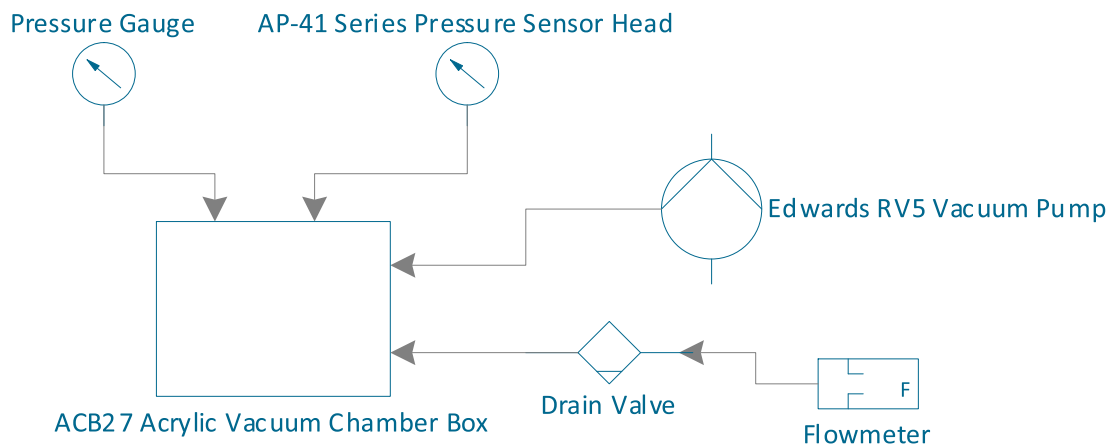 Pressure Gauge
AP-41 Series Pressure Sensor Head
Edwards RV5 Vacuum Pump
Drain Valve
F
ACB27 Acrylic Vacuum Chamber Box
Flowmeter